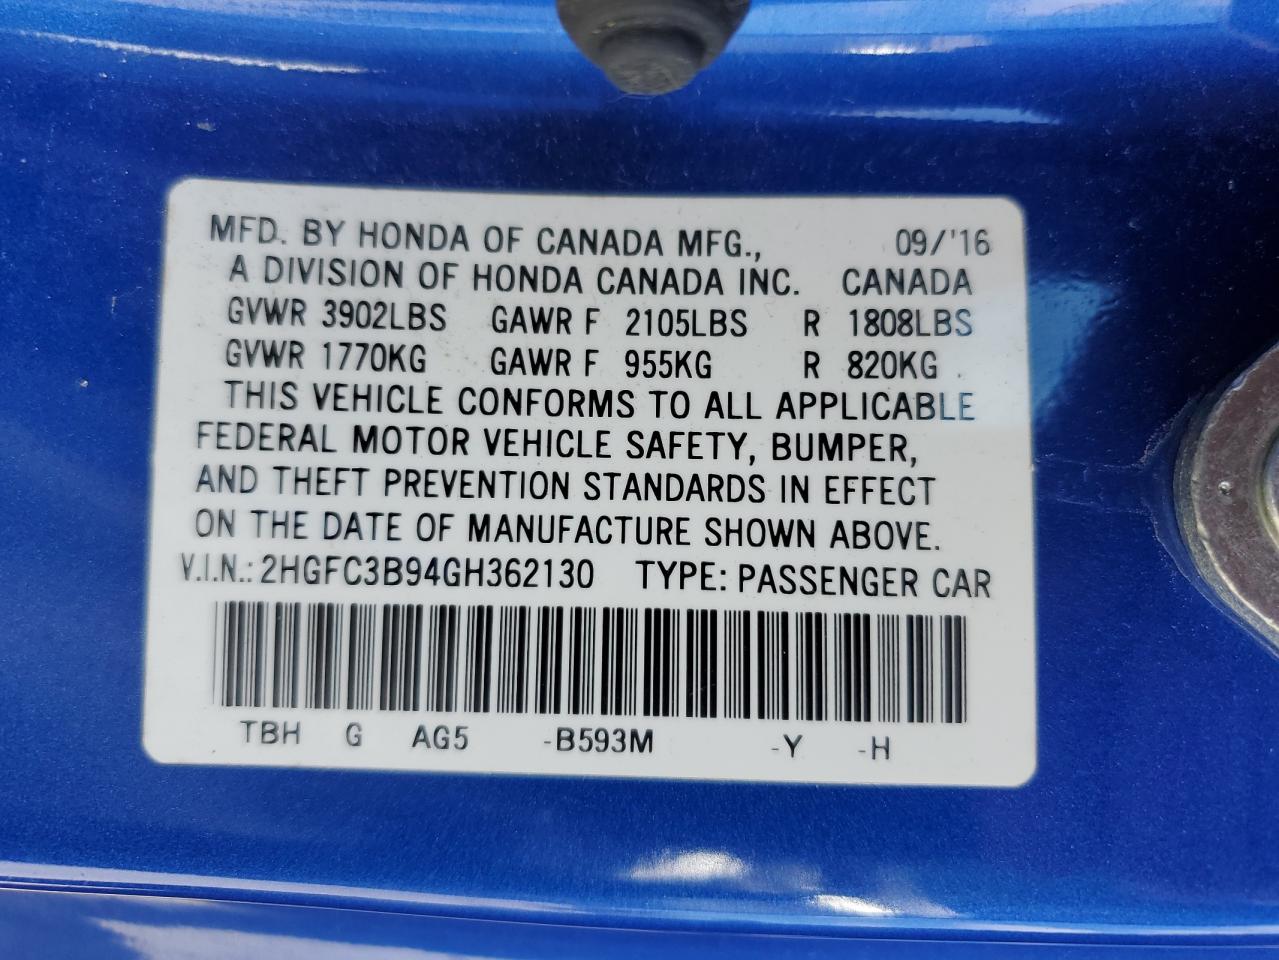 MFD. BY HONDA OF CANADA MFG., 09/'16
A DIVISION OF HONDA CANADA INC. CANADA
GVWR 3902LBS GAWR F 2105LBS R 1808LBS
GVWR 1770KG GAWR F 955KG R 820KG .
THIS VEHICLE CONFORMS TO ALL APPLICABLE
FEDERAL MOTOR VEHICLE SAFETY, BUMPER,
AND THEFT PREVENTION STANDARDS IN EFFECT
ON THE DATE OF MANUFACTURE SHOWN ABOVE.
V.I.N.: 2HGFC3B94GH362130 TYPE: PASSENGER CAR
TBH G AG5 -B593M -Y -H